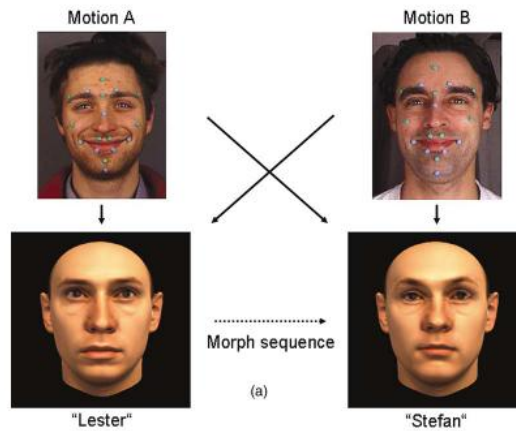 Motion A
Motion B
Morph sequence
(a)
"Lester"
"Stefan"